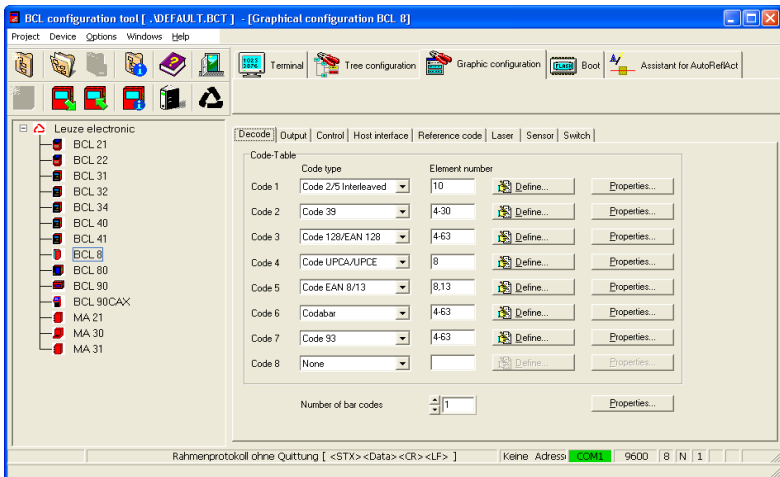 BCL configuration tool [ .\DEFAULT.BCT ] - [Graphical configuration BCL 8]
Project Device Options Windows Help
Terminal Tree configuration Graphic configuration FLASH Boot Assistant for AutoReflAct
Leuze electronic
BCL 21
BCL 22
BCL 31
BCL 32
BCL 34
BCL 40
BCL 41
BCL 8
BCL 80
BCL 90
BCL 90CAX
MA 21
MA 30
MA 31
Decode Output Control Host interface Reference code Laser Sensor Switch
Code-Table
Code type Element number
Code 1 Code 2/5 Interleaved 10 Define... Properties...
Code 2 Code 39 4-30 Define... Properties...
Code 3 Code 128/EAN 128 4-63 Define... Properties...
Code 4 Code UPCA/UPCE 8 Define... Properties...
Code 5 Code EAN 8/13 8,13 Define... Properties...
Code 6 Codabar 4-63 Define... Properties...
Code 7 Code 93 4-63 Define... Properties...
Code 8 None Define... Properties...
Number of bar codes 1 Properties...
Rahmenprotokoll ohne Quittung [ <STX><Data><CR><LF> ] Keine Adress COM1 9600 8 N 1